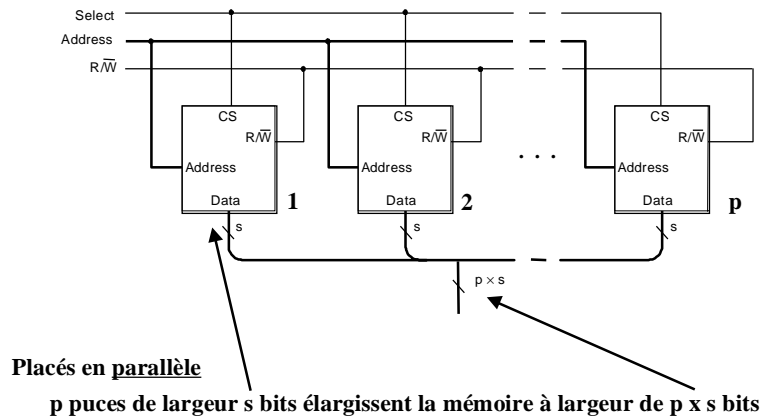 Select
Address
R/W̅
CS
R/W̅
Address
Data
1
s
CS
R/W̅
Address
Data
2
s
. . .
CS
R/W̅
Address
Data
p
s
p × s
Placés en parallèle
p puces de largeur s bits élargissent la mémoire à largeur de p x s bits